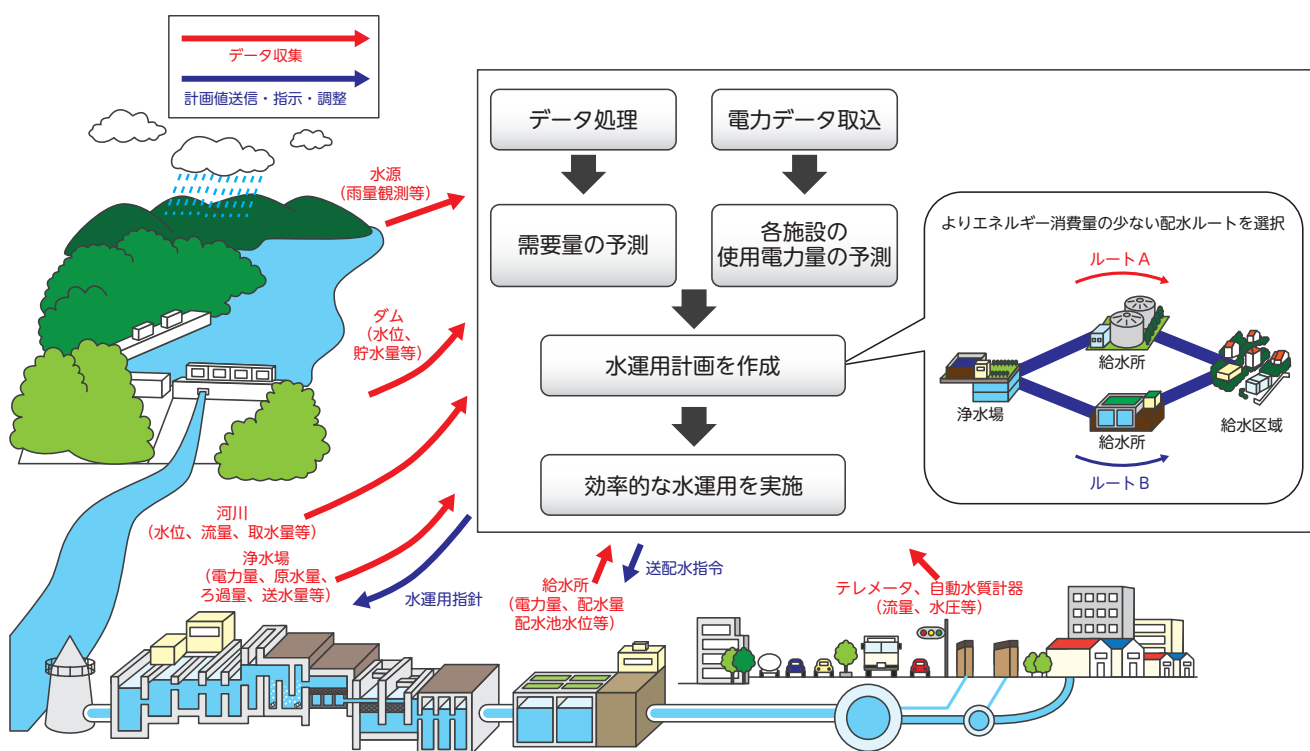 データ収集
計画値送信・指示・調整
データ処理
電力データ取込
水源
（雨量観測等）
需要量の予測
各施設の
使用電力量の予測
よりエネルギー消費量の少ない配水ルートを選択
ルートA
給水所
浄水場
給水所
給水区域
ルートB
ダム
（水位、
貯水量等）
水運用計画を作成
効率的な水運用を実施
河川
（水位、流量、取水量等）
浄水場
（電力量、原水量、
ろ過量、送水量等）
水運用指針
給水所
（電力量、配水量
配水池水位等）
送配水指令
テレメータ、自動水質計器
（流量、水圧等）